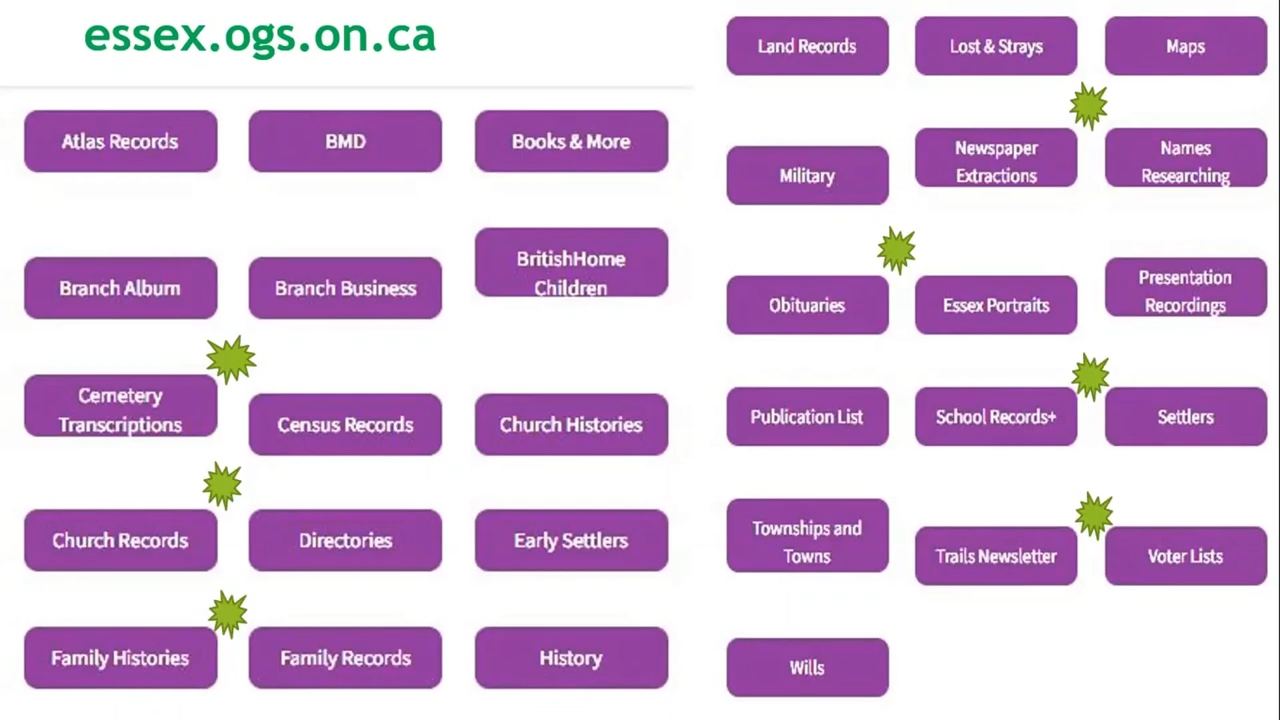 essex.ogs.on.ca
Atlas Records
BMD
Books & More
Branch Album
Branch Business
BritishHome
Children
Cemetery
Transcriptions
Census Records
Church Histories
Church Records
Directories
Early Settlers
Family Histories
Family Records
History
Land Records
Lost & Strays
Maps
Military
Newspaper
Extractions
Names
Researching
Obituaries
Essex Portraits
Presentation
Recordings
Publication List
School Records+
Settlers
Townships and
Towns
Trails Newsletter
Voter Lists
Wills